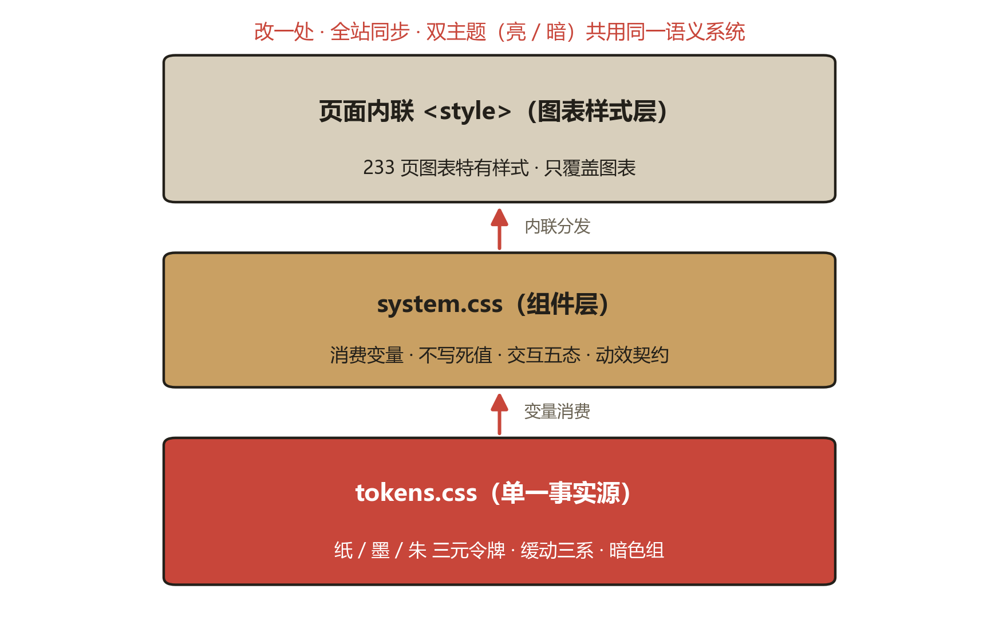 改一处 · 全站同步 · 双主题（亮 / 暗）共用同一语义系统
页面内联 <style>（图表样式层）
233 页图表特有样式 · 只覆盖图表
内联分发
system.css（组件层）
消费变量 · 不写死值 · 交互五态 · 动效契约
变量消费
tokens.css（单一事实源）
纸 / 墨 / 朱 三元令牌 · 缓动三系 · 暗色组